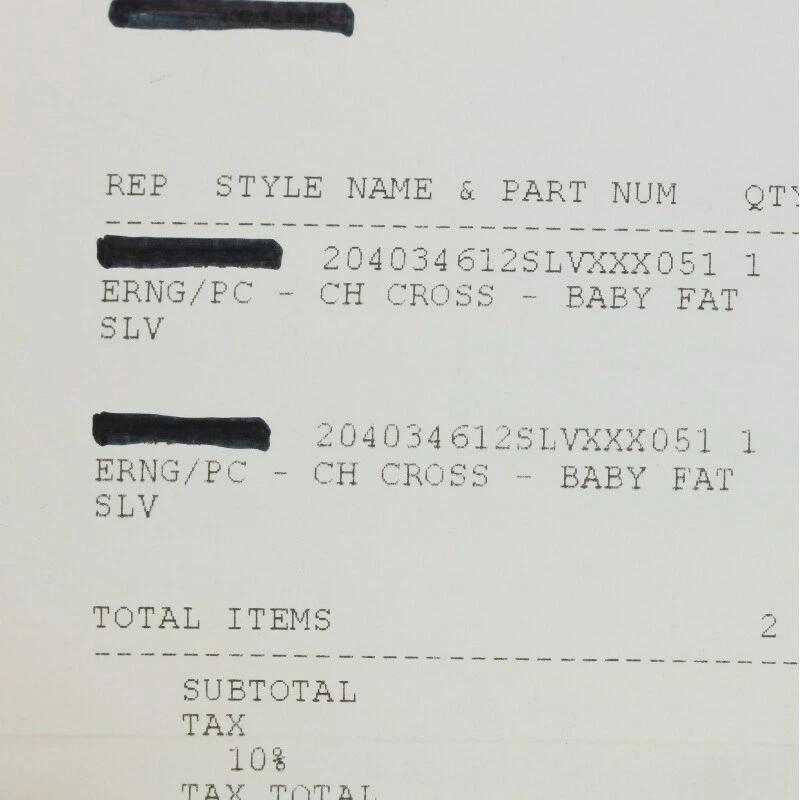 REP STYLE NAME & PART NUM QTY
204034612SLVXXX051 1
ERNG/PC - CH CROSS - BABY FAT
SLV
204034612SLVXXX051 1
ERNG/PC - CH CROSS - BABY FAT
SLV
TOTAL ITEMS 2
SUBTOTAL
TAX
10%
TAX TOTAL